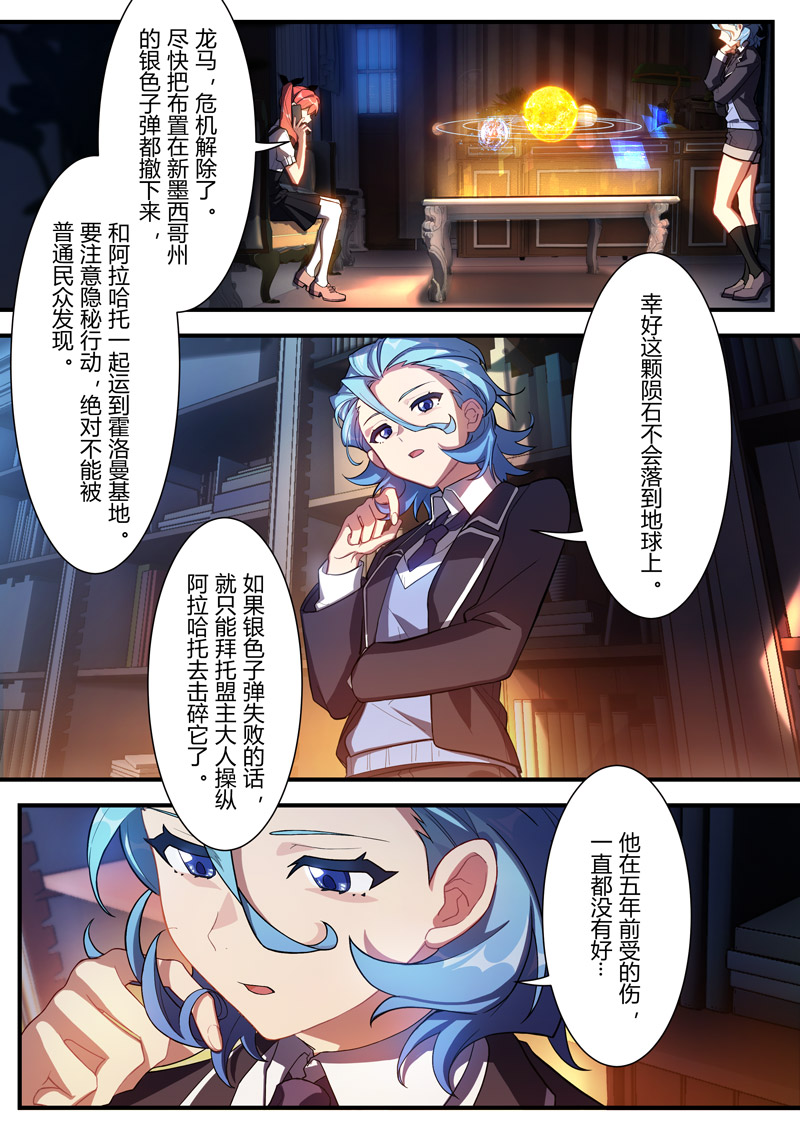 龙马，危机解除了。
尽快把布置在新墨西哥州
的银色子弹都撤下来，
和阿拉哈托一起运到霍洛曼基地。
要注意隐秘行动，绝对不能被
普通民众发现。
幸好这颗陨石不会落到地球上。
如果银色子弹失败的话，
就只能拜托盟主大人操纵
阿拉哈托去击碎它了。
他在五年前受的伤，
一直都没有好…